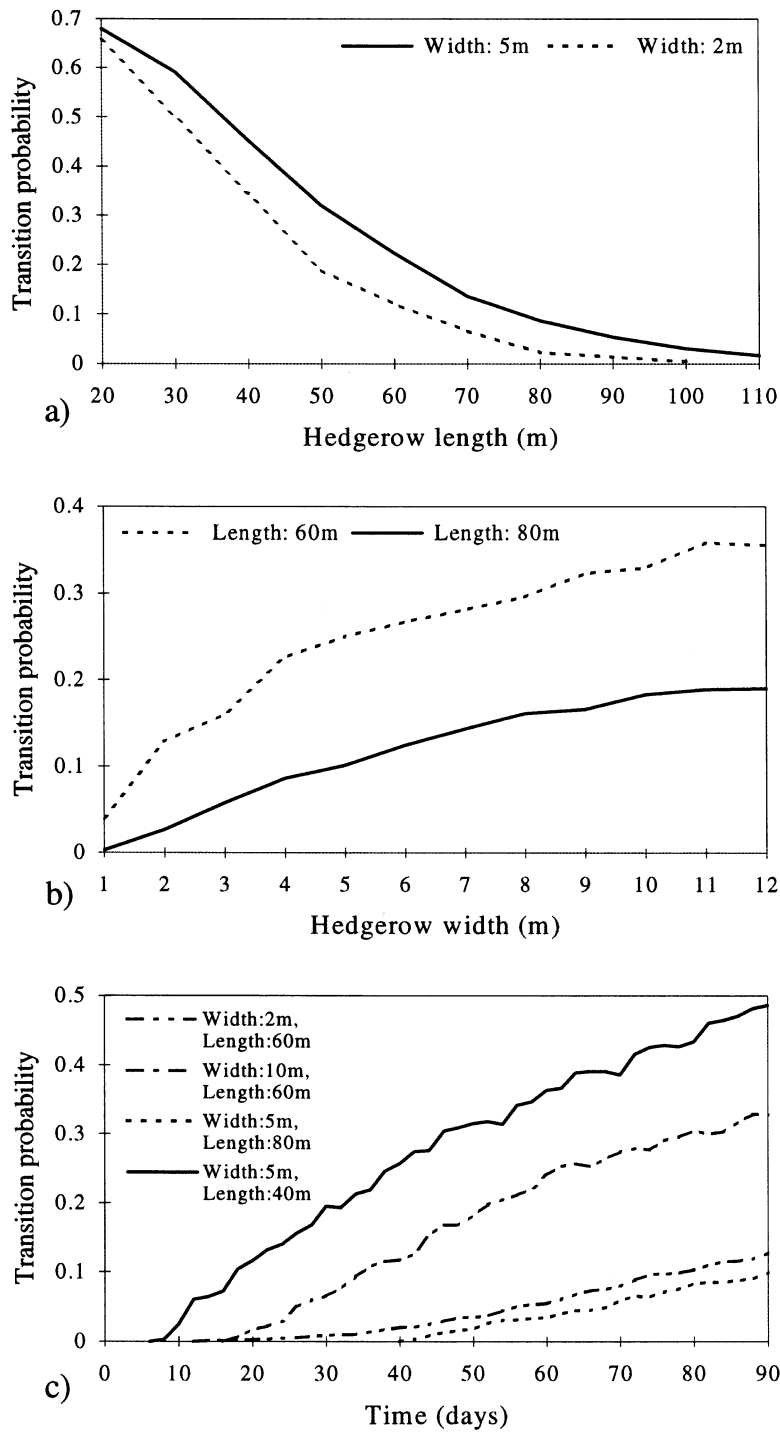 0.7
0.6
0.5
0.4
0.3
0.2
0.1
0
Transition probability
Width: 5m Width: 2m
20 30 40 50 60 70 80 90 100 110
a)
Hedgerow length (m)
0.4
0.3
0.2
0.1
0
Transition probability
Length: 60m Length: 80m
1 2 3 4 5 6 7 8 9 10 11 12
b)
Hedgerow width (m)
0.5
0.4
0.3
0.2
0.1
0
Transition probability
Width:2m,
Length:60m
Width:10m,
Length:60m
Width:5m,
Length:80m
Width:5m,
Length:40m
0 10 20 30 40 50 60 70 80 90
c)
Time (days)